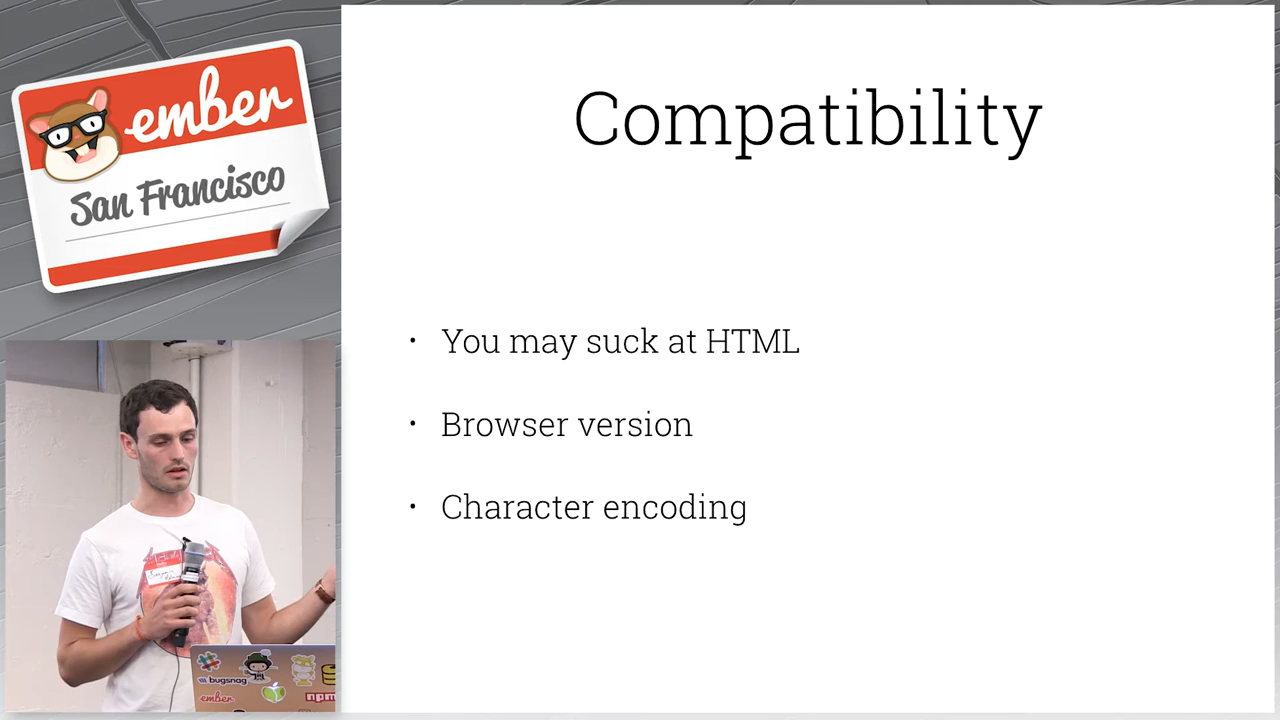 ember
San Francisco
Compatibility
• You may suck at HTML
• Browser version
• Character encoding
bugsnag
ember
npm